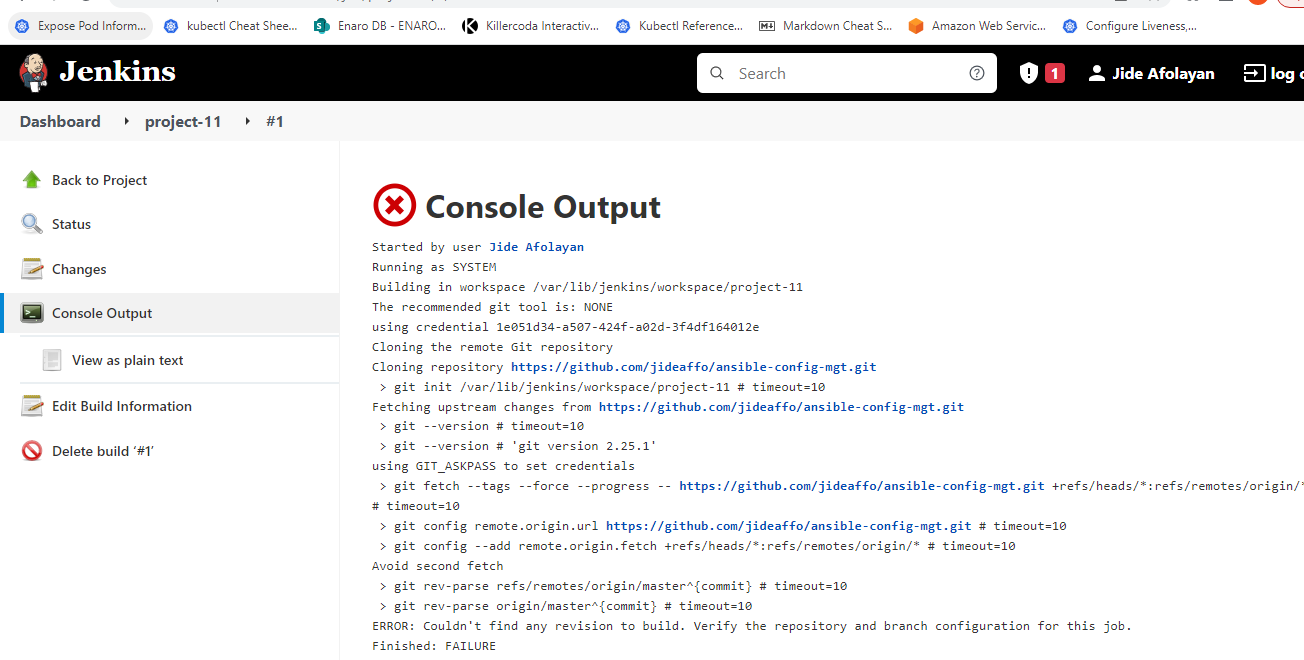 Expose Pod Inform... kubectl Cheat Shee... Enaro DB - ENARO... Killercoda Interactiv... Kubectl Reference... Markdown Cheat S... Amazon Web Servic... Configure Liveness,...
Jenkins Search 1 Jide Afolayan log
Dashboard project-11 #1
Back to Project
Status
Changes
Console Output
View as plain text
Edit Build Information
Delete build '#1'
Console Output
Started by user Jide Afolayan
Running as SYSTEM
Building in workspace /var/lib/jenkins/workspace/project-11
The recommended git tool is: NONE
using credential 1e051d34-a507-424f-a02d-3f4df164012e
Cloning the remote Git repository
Cloning repository https://github.com/jideaffo/ansible-config-mgt.git
> git init /var/lib/jenkins/workspace/project-11 # timeout=10
Fetching upstream changes from https://github.com/jideaffo/ansible-config-mgt.git
> git --version # timeout=10
> git --version # 'git version 2.25.1'
using GIT_ASKPASS to set credentials
> git fetch --tags --force --progress -- https://github.com/jideaffo/ansible-config-mgt.git +refs/heads/*:refs/remotes/origin/*
# timeout=10
> git config remote.origin.url https://github.com/jideaffo/ansible-config-mgt.git # timeout=10
> git config --add remote.origin.fetch +refs/heads/*:refs/remotes/origin/* # timeout=10
Avoid second fetch
> git rev-parse refs/remotes/origin/master^{commit} # timeout=10
> git rev-parse origin/master^{commit} # timeout=10
ERROR: Couldn't find any revision to build. Verify the repository and branch configuration for this job.
Finished: FAILURE